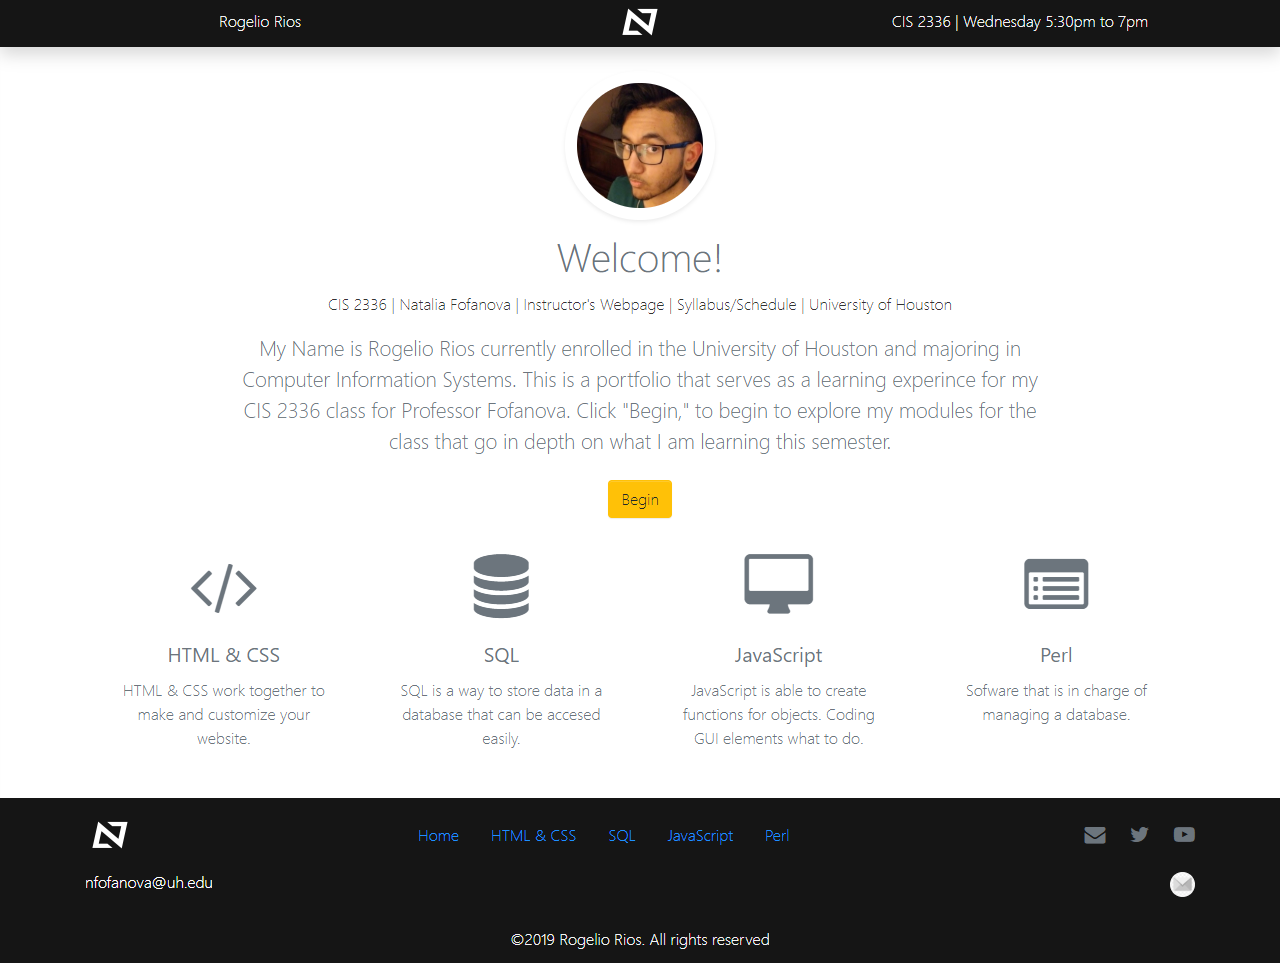 Rogelio Rios
CIS 2336 | Wednesday 5:30pm to 7pm
Welcome!
CIS 2336 | Natalia Fofanova | Instructor's Webpage | Syllabus/Schedule | University of Houston
My Name is Rogelio Rios currently enrolled in the University of Houston and majoring in
Computer Information Systems. This is a portfolio that serves as a learning experince for my
CIS 2336 class for Professor Fofanova. Click "Begin," to begin to explore my modules for the
class that go in depth on what I am learning this semester.
Begin
HTML & CSS
HTML & CSS work together to
make and customize your
website.
SQL
SQL is a way to store data in a
database that can be accesed
easily.
JavaScript
JavaScript is able to create
functions for objects. Coding
GUI elements what to do.
Perl
Sofware that is in charge of
managing a database.
Home
HTML & CSS
SQL
JavaScript
Perl
nfofanova@uh.edu
©2019 Rogelio Rios. All rights reserved